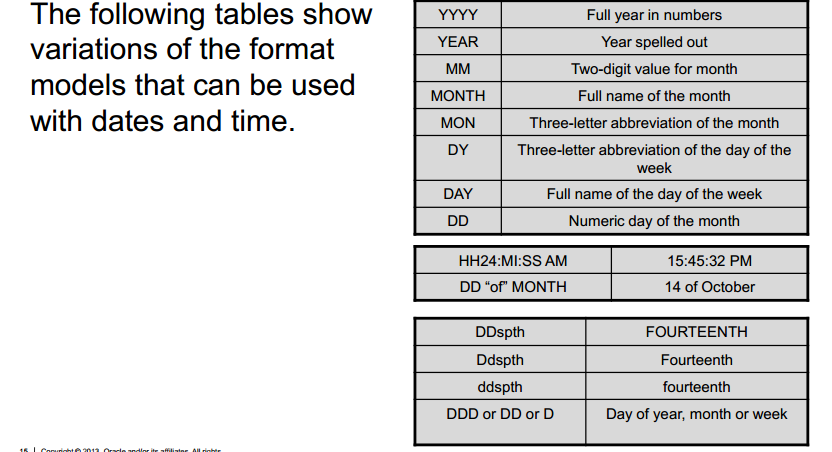 The following tables show
variations of the format
models that can be used
with dates and time.
YYYY Full year in numbers
YEAR Year spelled out
MM Two-digit value for month
MONTH Full name of the month
MON Three-letter abbreviation of the month
DY Three-letter abbreviation of the day of the
week
DAY Full name of the day of the week
DD Numeric day of the month
HH24:MI:SS AM 15:45:32 PM
DD “of” MONTH 14 of October
DDspth FOURTEENTH
Ddspth Fourteenth
ddspth fourteenth
DDD or DD or D Day of year, month or week
15 | Copyright © 2013, Oracle and/or its affiliates. All rights